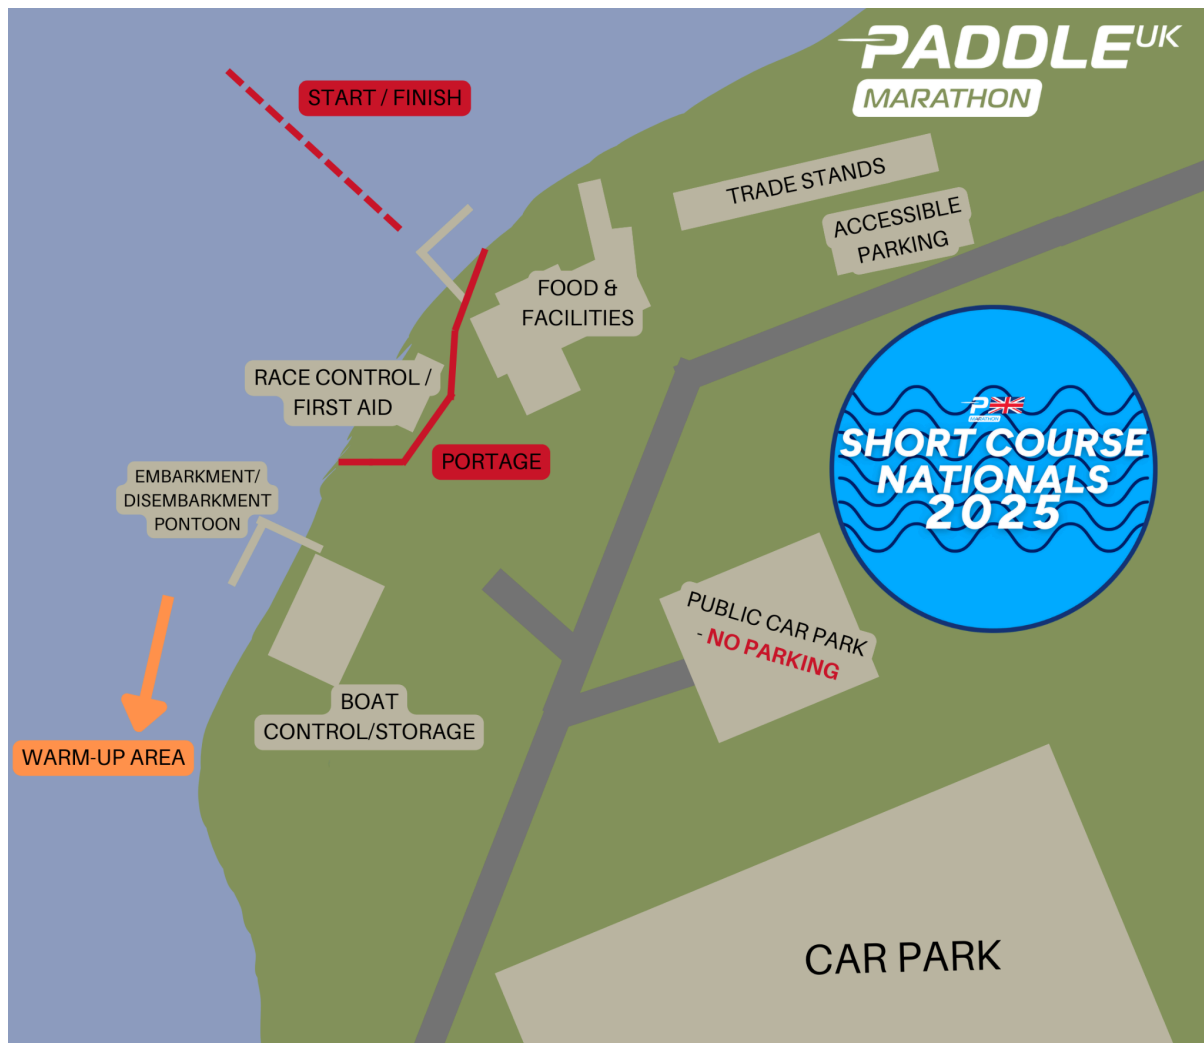 PADDLE UK
MARATHON
START / FINISH
TRADE STANDS
ACCESSIBLE
PARKING
FOOD &
FACILITIES
RACE CONTROL /
FIRST AID
PORTAGE
EMBARKMENT/
DISEMBARKMENT
PONTOON
P
MARATHON
SHORT COURSE
NATIONALS
2025
PUBLIC CAR PARK
- NO PARKING
BOAT
CONTROL/STORAGE
WARM-UP AREA
CAR PARK